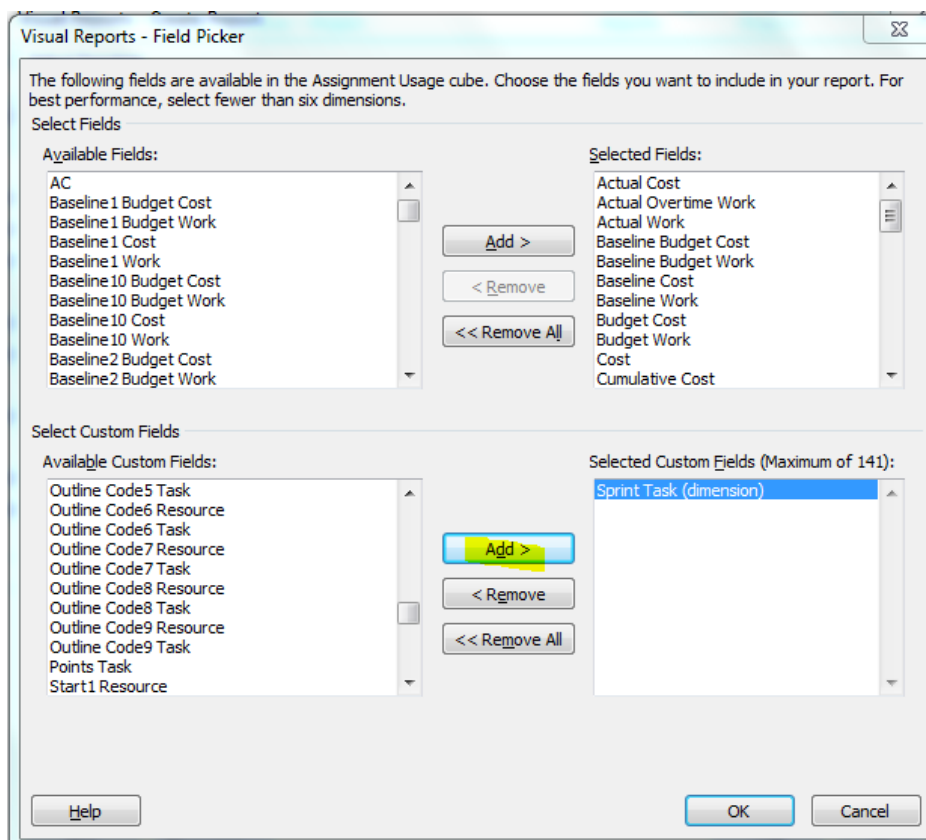 Visual Reports - Field Picker
The following fields are available in the Assignment Usage cube. Choose the fields you want to include in your report. For
best performance, select fewer than six dimensions.
Select Fields
Available Fields:
AC
Baseline1 Budget Cost
Baseline1 Budget Work
Baseline1 Cost
Baseline1 Work
Baseline10 Budget Cost
Baseline10 Budget Work
Baseline10 Cost
Baseline10 Work
Baseline2 Budget Cost
Baseline2 Budget Work
Add >
< Remove
<< Remove All
Selected Fields:
Actual Cost
Actual Overtime Work
Actual Work
Baseline Budget Cost
Baseline Budget Work
Baseline Cost
Baseline Work
Budget Cost
Budget Work
Cost
Cumulative Cost
Select Custom Fields
Available Custom Fields:
Outline Code5 Task
Outline Code6 Resource
Outline Code6 Task
Outline Code7 Resource
Outline Code7 Task
Outline Code8 Resource
Outline Code8 Task
Outline Code9 Resource
Outline Code9 Task
Points Task
Start1 Resource
Add >
< Remove
<< Remove All
Selected Custom Fields (Maximum of 141):
Sprint Task (dimension)
Help
OK
Cancel